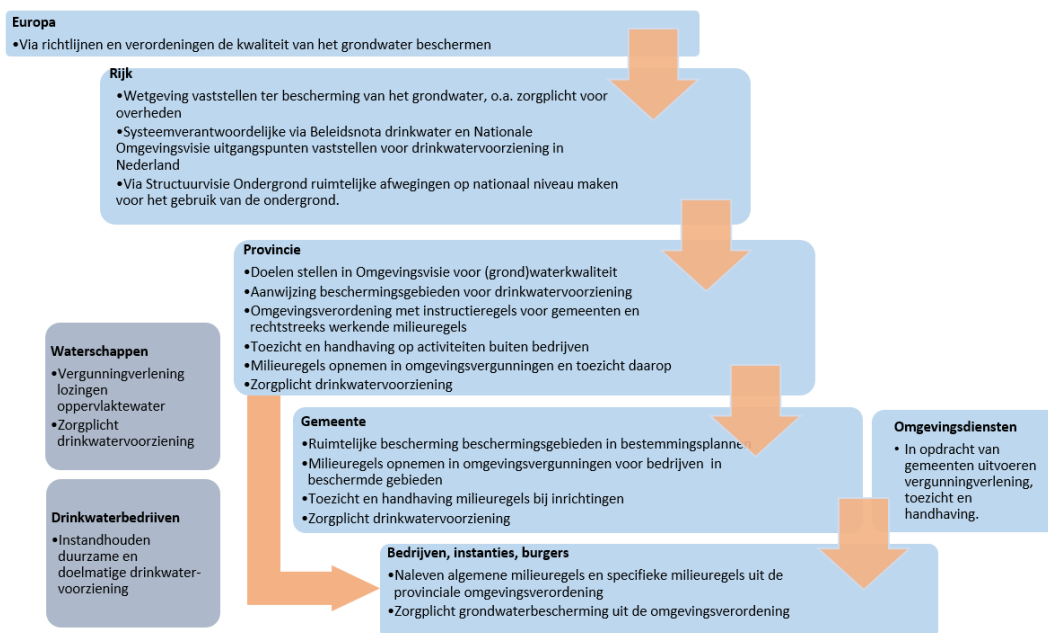 Europa
•Via richtlijnen en verordeningen de kwaliteit van het grondwater beschermen
Rijk
•Wetgeving vaststellen ter bescherming van het grondwater, o.a. zorgplicht voor
overheden
•Systeemverantwoordelijke via Beleidsnota drinkwater en Nationale
Omgevingsvisie uitgangspunten vaststellen voor drinkwatervoorziening in
Nederland
•Via Structuurvisie Ondergrond ruimtelijke afwegingen op nationaal niveau maken
voor het gebruik van de ondergrond.
Provincie
•Doelen stellen in Omgevingsvisie voor (grond)waterkwaliteit
•Aanwijzing beschermingsgebieden voor drinkwatervoorziening
•Omgevingsverordening met instructieregels voor gemeenten en
rechtstreeks werkende milieuregels
•Toezicht en handhaving op activiteiten buiten bedrijven
•Milieuregels opnemen in omgevingsvergunningen en toezicht daarop
•Zorgplicht drinkwatervoorziening
Waterschappen
•Vergunningverlening
lozingen
oppervlaktewater
•Zorgplicht
drinkwatervoorziening
Gemeente
•Ruimtelijke bescherming beschermingsgebieden in bestemmingsplannen
•Milieuregels opnemen in omgevingsvergunningen voor bedrijven in
beschermde gebieden
•Toezicht en handhaving milieuregels bij inrichtingen
•Zorgplicht drinkwatervoorziening
Omgevingsdiensten
• In opdracht van
gemeenten uitvoeren
vergunningverlening,
toezicht en
handhaving.
Drinkwaterbedrijven
•Instandhouden
duurzame en
doelmatige drinkwater-
voorziening
Bedrijven, instanties, burgers
•Naleven algemene milieuregels en specifieke milieuregels uit de
provinciale omgevingsverordening
•Zorgplicht grondwaterbescherming uit de omgevingsverordening